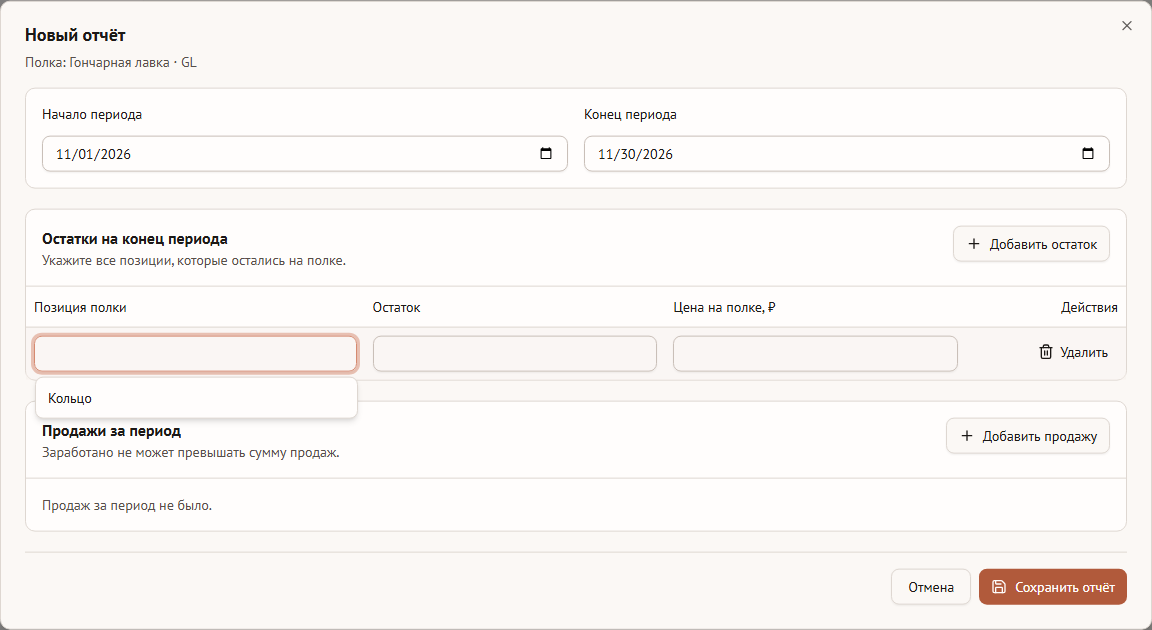 Новый отчёт
Полка: Гончарная лавка · GL
Начало периода
Конец периода
11/01/2026
11/30/2026
Остатки на конец периода
Укажите все позиции, которые остались на полке.
+ Добавить остаток
Позиция полки
Остаток
Цена на полке, ₽
Действия
Удалить
Кольцо
Продажи за период
Заработано не может превышать сумму продаж.
+ Добавить продажу
Продаж за период не было.
Отмена
Сохранить отчёт